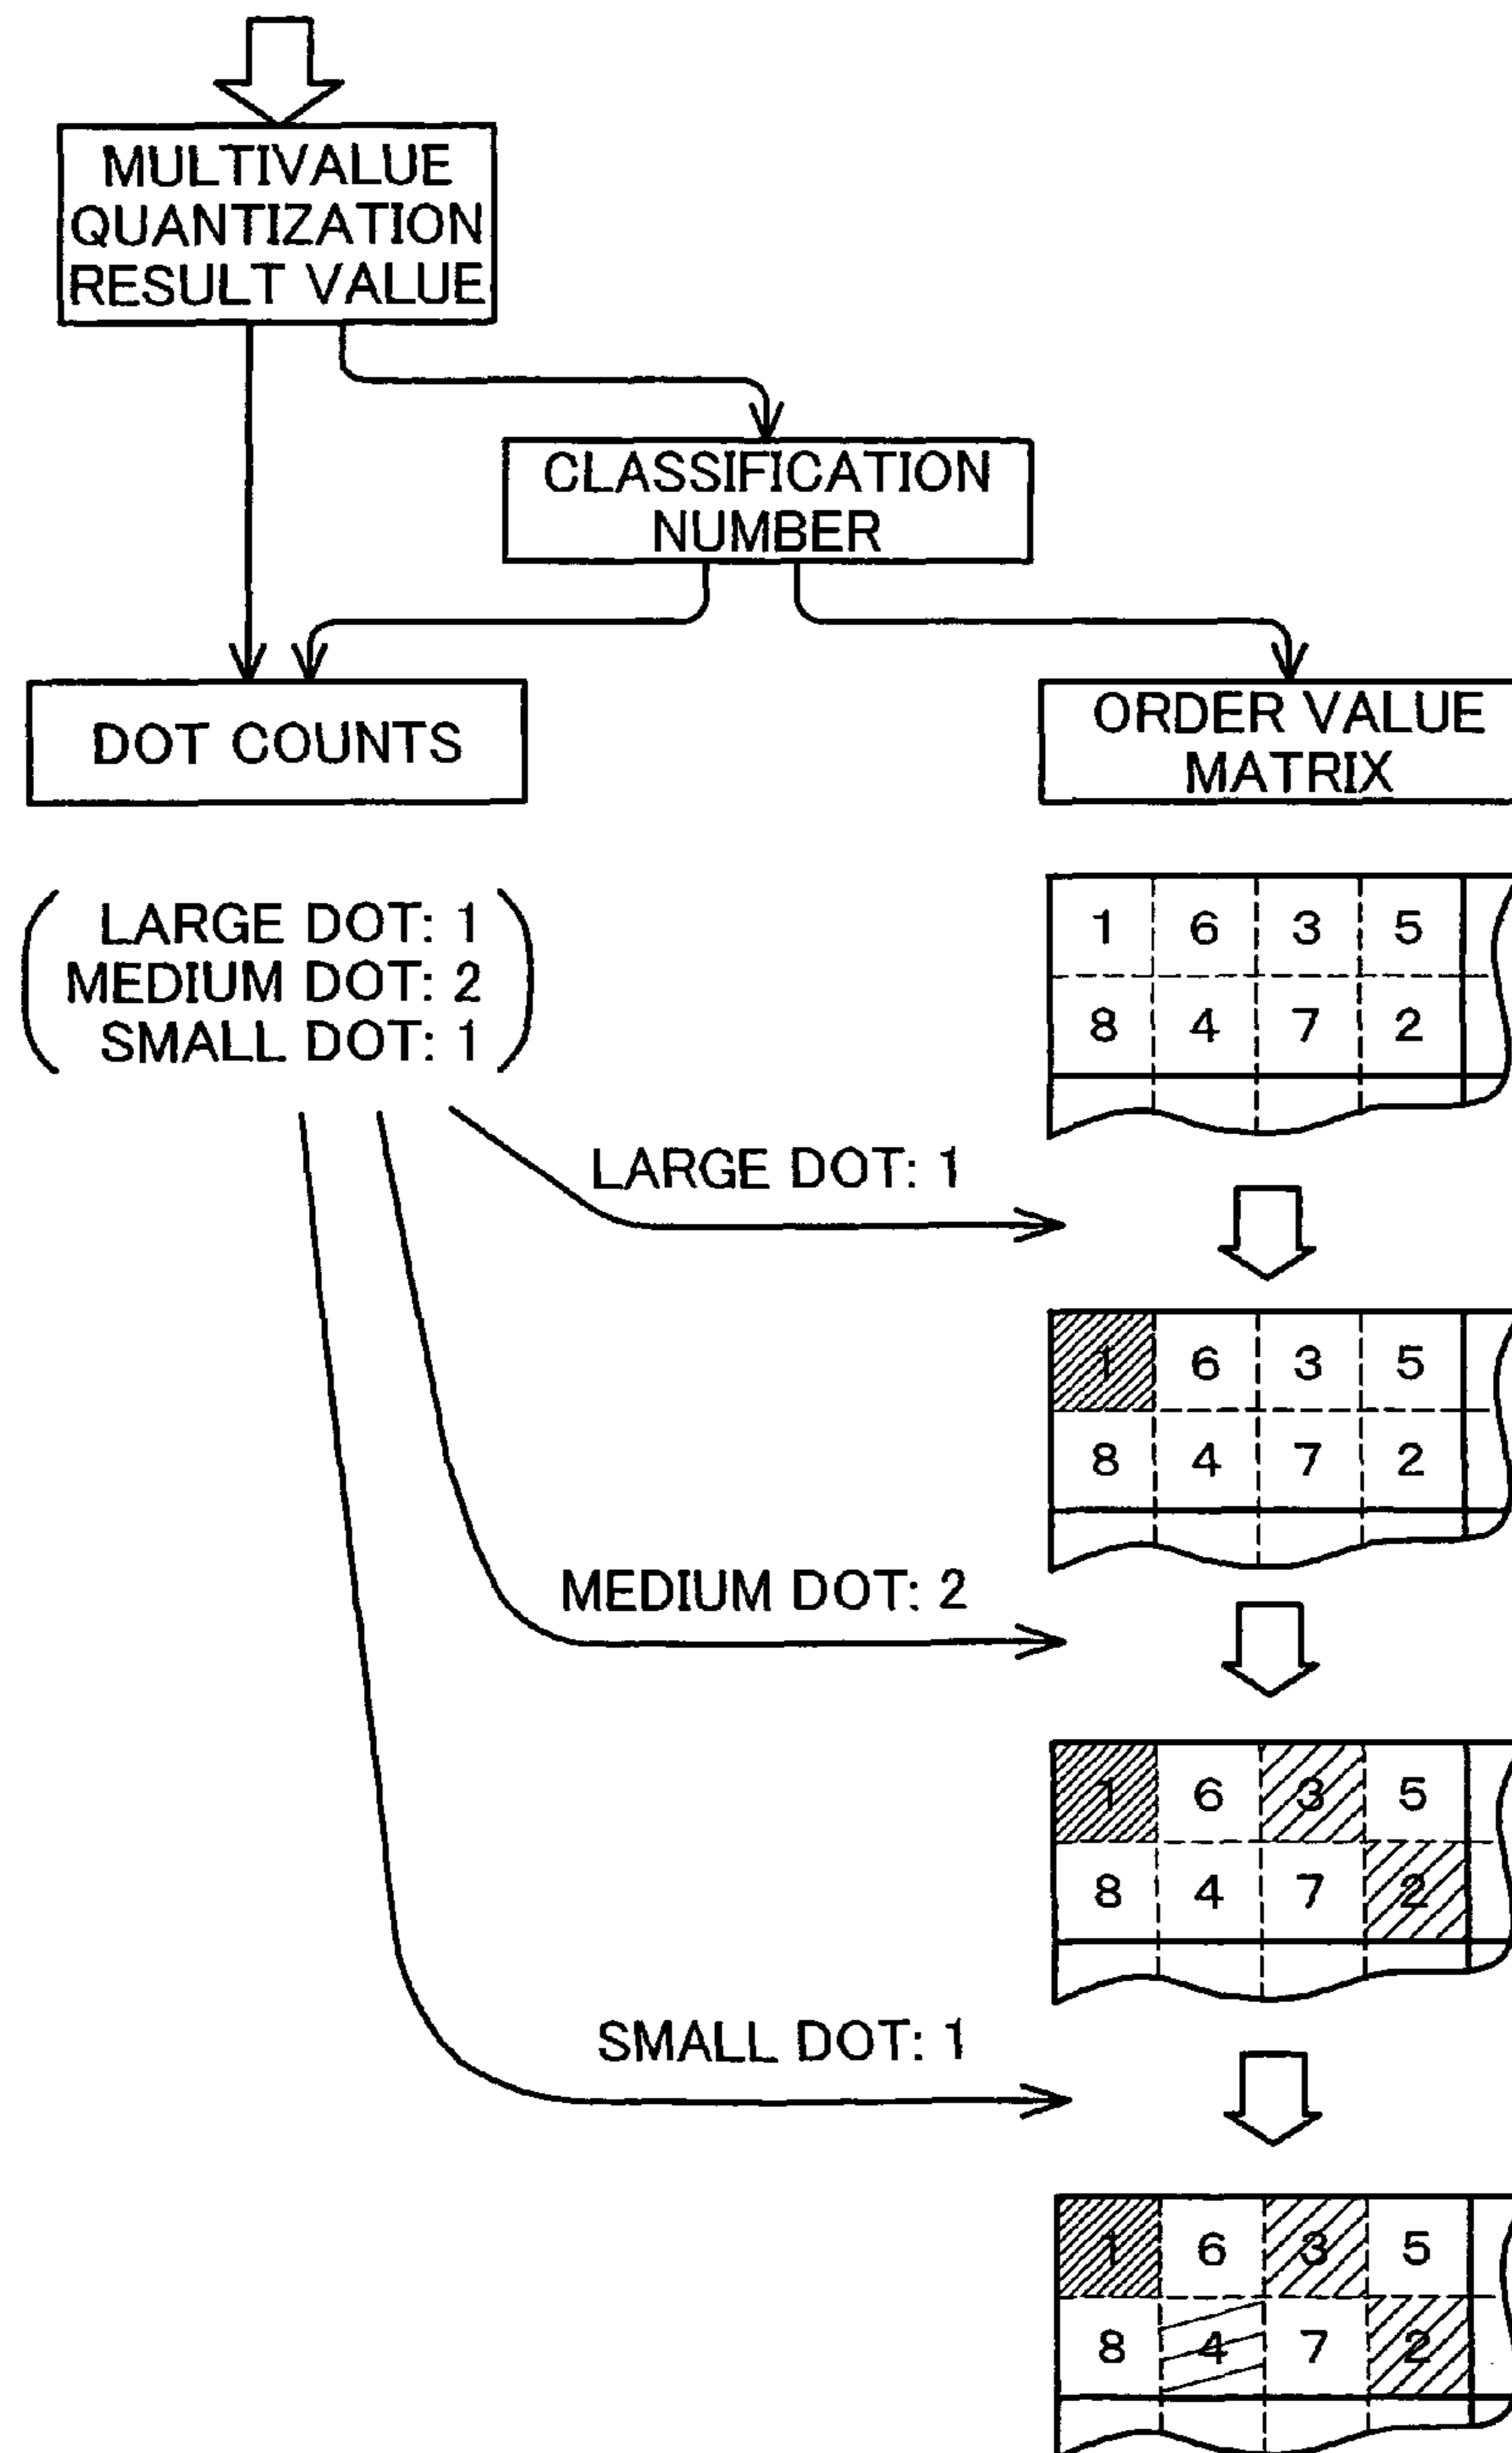 MULTIVALUE
QUANTIZATION
RESULT VALUE
CLASSIFICATION
NUMBER
DOT COUNTS
ORDER VALUE
MATRIX
LARGE DOT: 1
MEDIUM DOT: 2
SMALL DOT: 1
1 6 3 5
8 4 7 2
LARGE DOT: 1
1 6 3 5
8 4 7 2
MEDIUM DOT: 2
1 6 3 5
8 4 7 2
SMALL DOT: 1
1 6 3 5
8 4 7 2